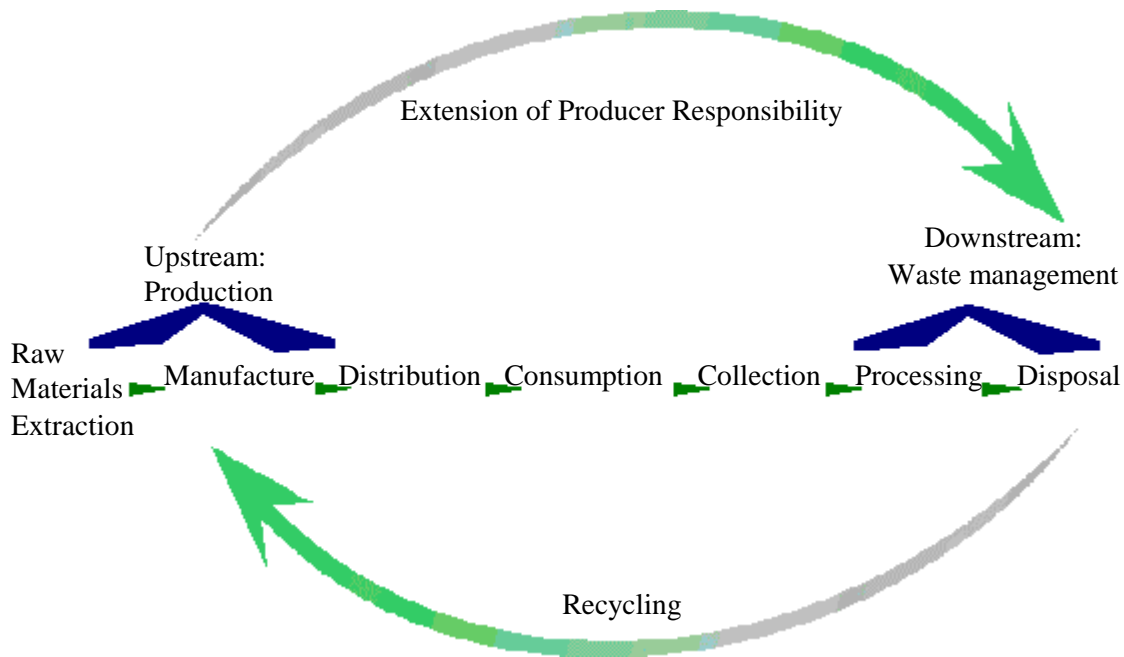 Extension of Producer Responsibility
Upstream:
Production
Downstream:
Waste management
Raw
Materials
Extraction
Manufacture
Distribution
Consumption
Collection
Processing
Disposal
Recycling